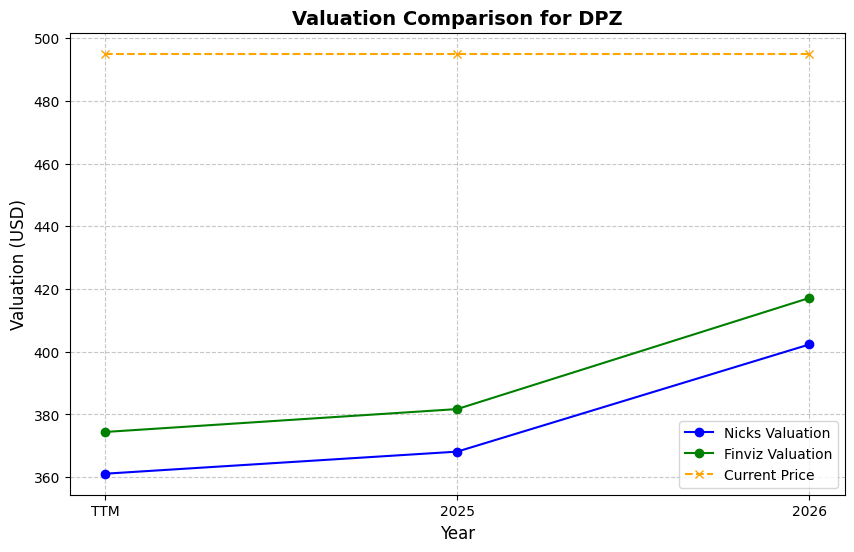 Valuation Comparison for DPZ
500
480
460
440
420
400
380
360
Valuation (USD)
TTM
2025
2026
Year
Nicks Valuation
Finviz Valuation
Current Price